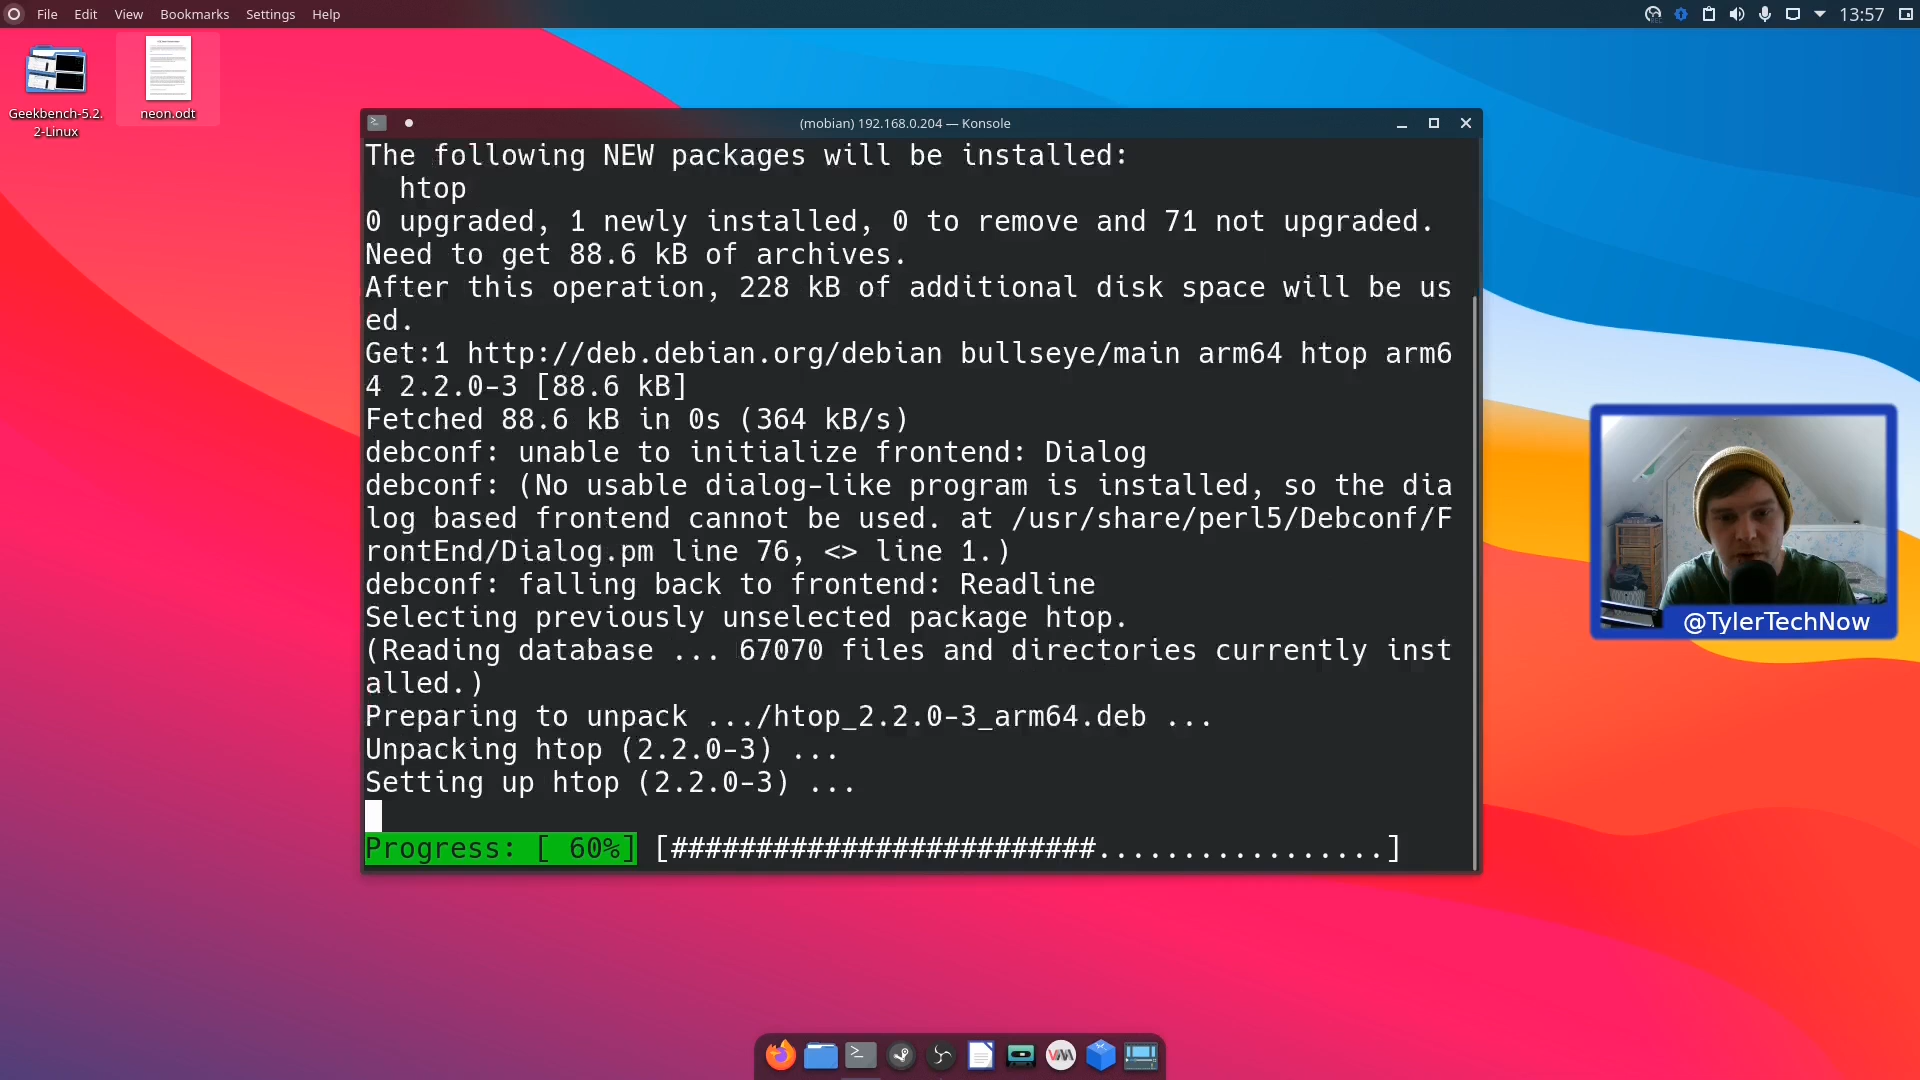 File Edit View Bookmarks Settings Help
13:57
Geekbench-5.2.
2-Linux
neon.odt
(mobian) 192.168.0.204 — Konsole
The following NEW packages will be installed:
  htop
0 upgraded, 1 newly installed, 0 to remove and 71 not upgraded.
Need to get 88.6 kB of archives.
After this operation, 228 kB of additional disk space will be us
ed.
Get:1 http://deb.debian.org/debian bullseye/main arm64 htop arm6
4 2.2.0-3 [88.6 kB]
Fetched 88.6 kB in 0s (364 kB/s)
debconf: unable to initialize frontend: Dialog
debconf: (No usable dialog-like program is installed, so the dia
log based frontend cannot be used. at /usr/share/perl5/Debconf/F
rontEnd/Dialog.pm line 76, <> line 1.)
debconf: falling back to frontend: Readline
Selecting previously unselected package htop.
(Reading database ... 67070 files and directories currently inst
alled.)
Preparing to unpack .../htop_2.2.0-3_arm64.deb ...
Unpacking htop (2.2.0-3) ...
Setting up htop (2.2.0-3) ...
Progress: [ 60%] [#########################.................]
@TylerTechNow